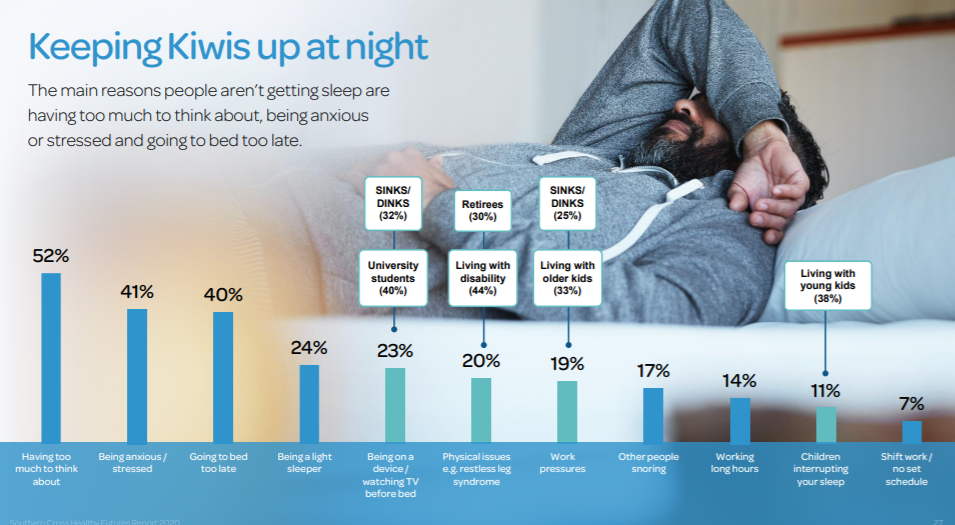 Keeping Kiwis up at night
The main reasons people aren't getting sleep are
having too much to think about, being anxious
or stressed and going to bed too late.
SINKS/
DINKS
(32%)
Retirees
(30%)
SINKS/
DINKS
(25%)
University
students
(40%)
Living with
disability
(44%)
Living with
older kids
(33%)
Living with
young kids
(38%)
52%
41%
40%
24%
23%
20%
19%
17%
14%
11%
7%
Having too
much to think
about
Being anxious /
stressed
Going to bed
too late
Being a light
sleeper
Being on a
device /
watching TV
before bed
Physical issues
e.g. restless leg
syndrome
Work
pressures
Other people
snoring
Working
long hours
Children
interrupting
your sleep
Shift work /
no set
schedule
Southern Cross Healthy Futures Report 2020
27